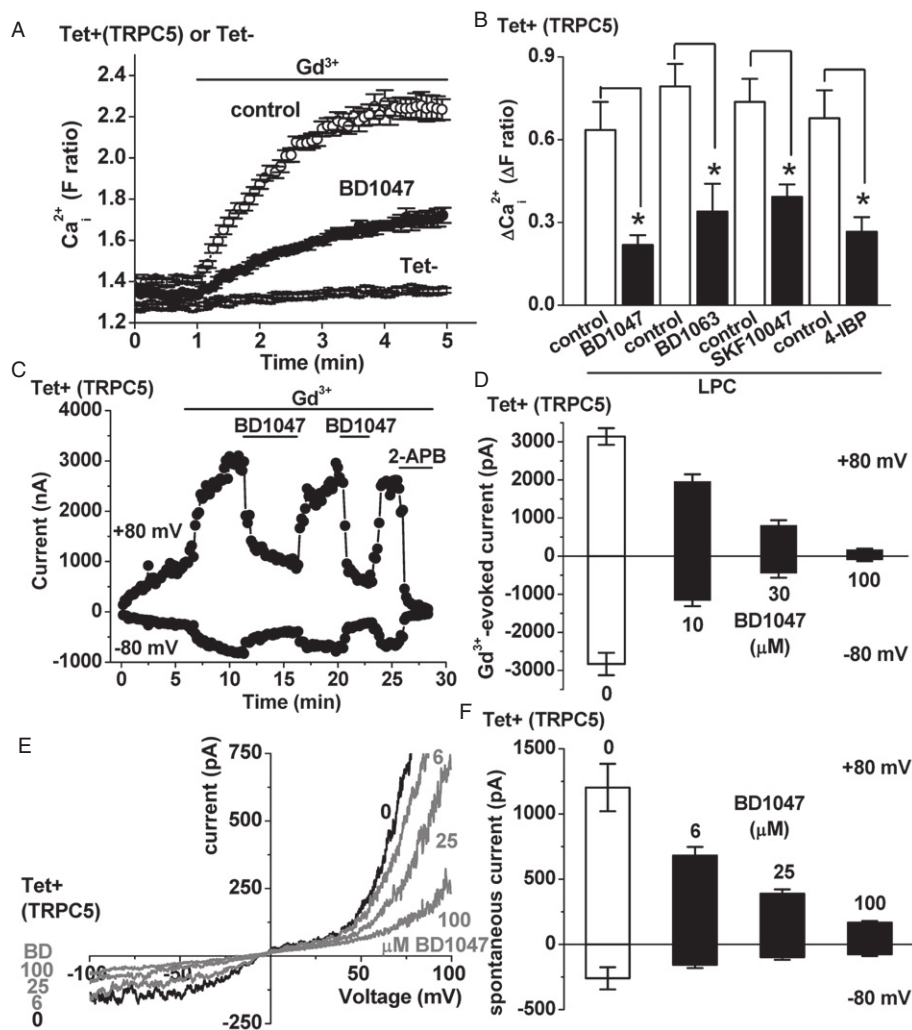 A
Tet+(TRPC5) or Tet-
Gd³⁺
control
BD1047
Tet-
Ca²⁺ᵢ (F ratio)
2.4
2.2
2.0
1.8
1.6
1.4
1.2
0 1 2 3 4 5
Time (min)
B
Tet+ (TRPC5)
ΔCa²⁺ᵢ (ΔF ratio)
0.9
0.6
0.3
0.0
* * * *
control BD1047 control BD1063 control SKF10047 control 4-IBP
LPC
C
Tet+ (TRPC5)
Gd³⁺
BD1047 BD1047
2-APB
Current (nA)
4000
3000
2000
1000
0
-1000
+80 mV
-80 mV
0 5 10 15 20 25 30
Time (min)
D
Tet+ (TRPC5)
Gd³⁺-evoked current (pA)
3000
2000
1000
0
-1000
-2000
-3000
+80 mV
0 10 30 100
BD1047
(μM)
-80 mV
E
current (pA)
750
500
250
-250
0
6
25
100
μM BD1047
Tet+
(TRPC5)
BD
100
25
6
0
-100 -50 50 100
Voltage (mV)
F
Tet+ (TRPC5)
spontaneous current (pA)
1500
1000
500
0
-500
0
6
25
100
BD1047
(μM)
+80 mV
-80 mV